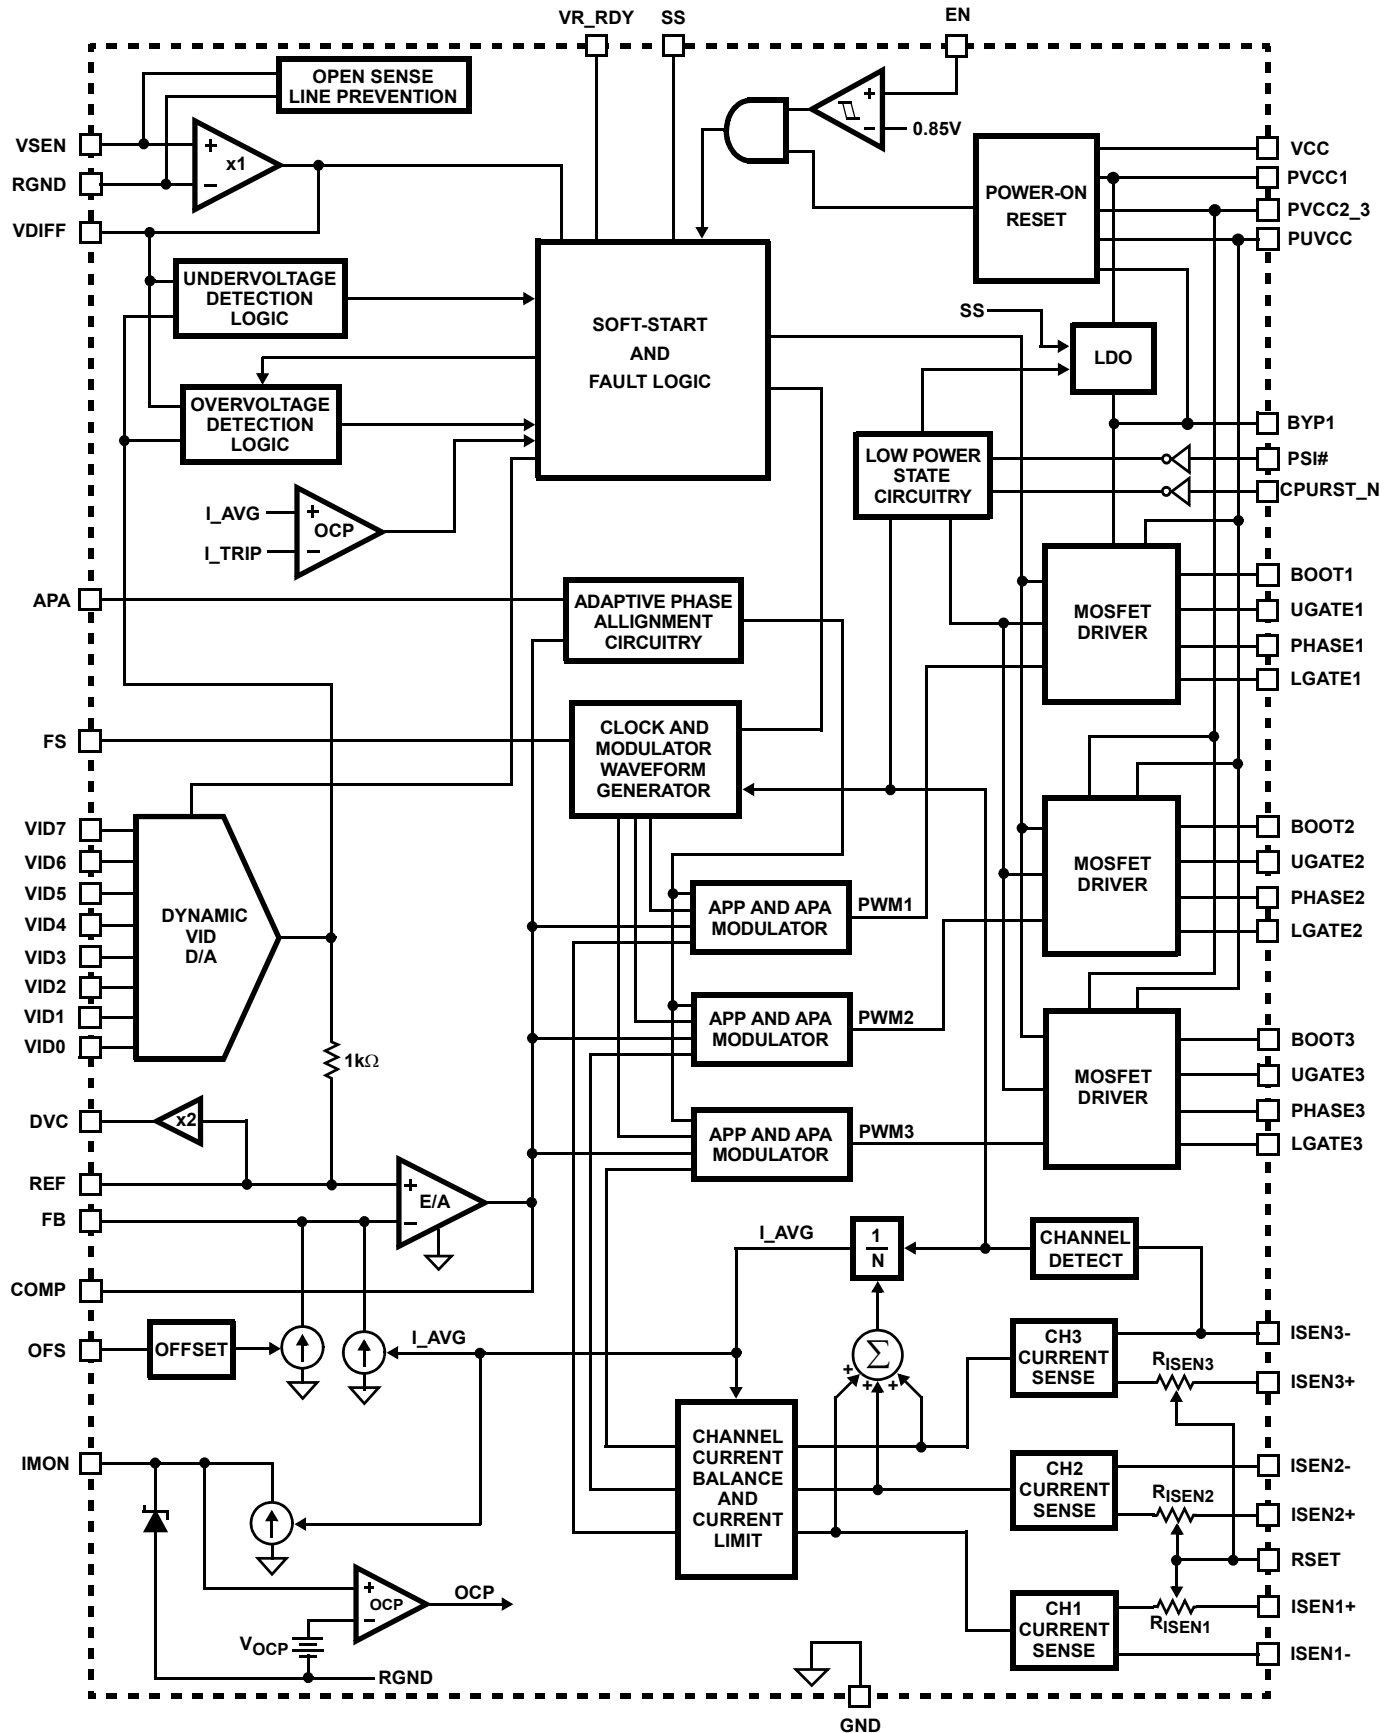 VR_RDY
SS
EN
OPEN SENSE
LINE PREVENTION
VSEN
RGND
VDIFF
+
−
x1
+
−
0.85V
POWER-ON
RESET
VCC
PVCC1
PVCC2_3
PUVCC
UNDERVOLTAGE
DETECTION
LOGIC
SOFT-START
AND
FAULT LOGIC
SS
LDO
OVERVOLTAGE
DETECTION
LOGIC
BYP1
PSI#
CPURST_N
LOW POWER
STATE
CIRCUITRY
I_AVG
I_TRIP
+
−
OCP
APA
ADAPTIVE PHASE
ALLIGNMENT
CIRCUITRY
MOSFET
DRIVER
BOOT1
UGATE1
PHASE1
LGATE1
FS
CLOCK AND
MODULATOR
WAVEFORM
GENERATOR
VID7
VID6
VID5
VID4
VID3
VID2
VID1
VID0
DYNAMIC
VID
D/A
MOSFET
DRIVER
BOOT2
UGATE2
PHASE2
LGATE2
APP AND APA
MODULATOR
PWM1
APP AND APA
MODULATOR
PWM2
APP AND APA
MODULATOR
PWM3
1kΩ
MOSFET
DRIVER
BOOT3
UGATE3
PHASE3
LGATE3
DVC
x2
REF
FB
+
−
E/A
COMP
OFS
OFFSET
I_AVG
I_AVG
1
N
CHANNEL
DETECT
Σ
+
+
+
CH3
CURRENT
SENSE
RISEN3
ISEN3-
ISEN3+
CHANNEL
CURRENT
BALANCE
AND
CURRENT
LIMIT
CH2
CURRENT
SENSE
RISEN2
ISEN2-
ISEN2+
RSET
CH1
CURRENT
SENSE
RISEN1
ISEN1+
ISEN1-
IMON
+
−
OCP
OCP
VOCP
RGND
GND